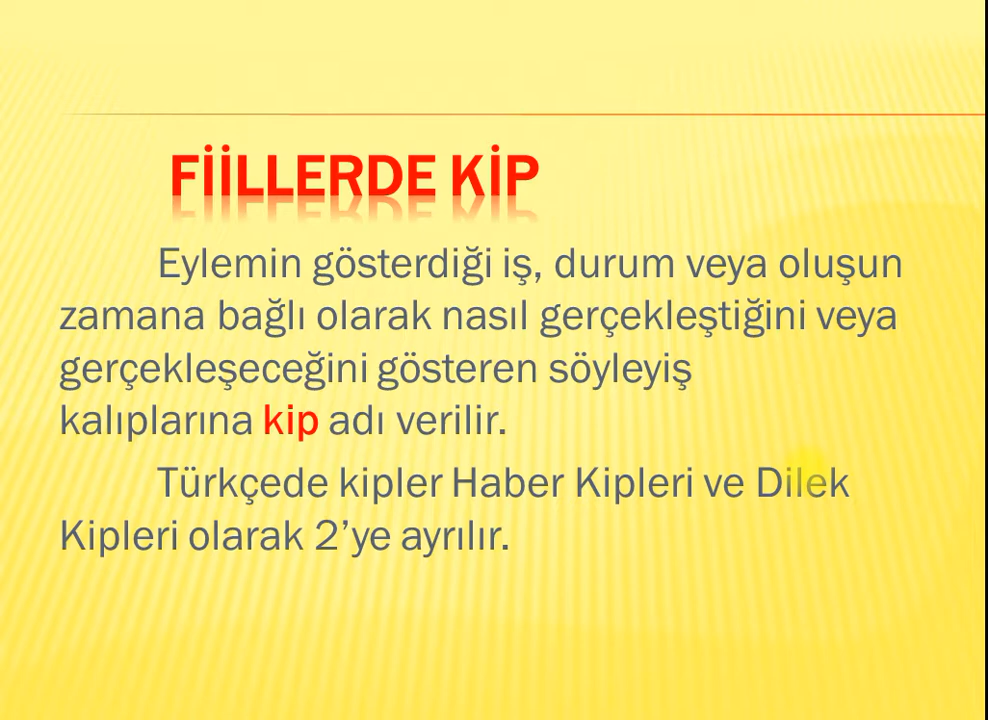 FİİLLERDE KİP
Eylemin gösterdiği iş, durum veya oluşun
zamana bağlı olarak nasıl gerçekleştiğini veya
gerçekleşeceğini gösteren söyleyiş
kalıplarına kip adı verilir.
Türkçede kipler Haber Kipleri ve Dilek
Kipleri olarak 2’ye ayrılır.